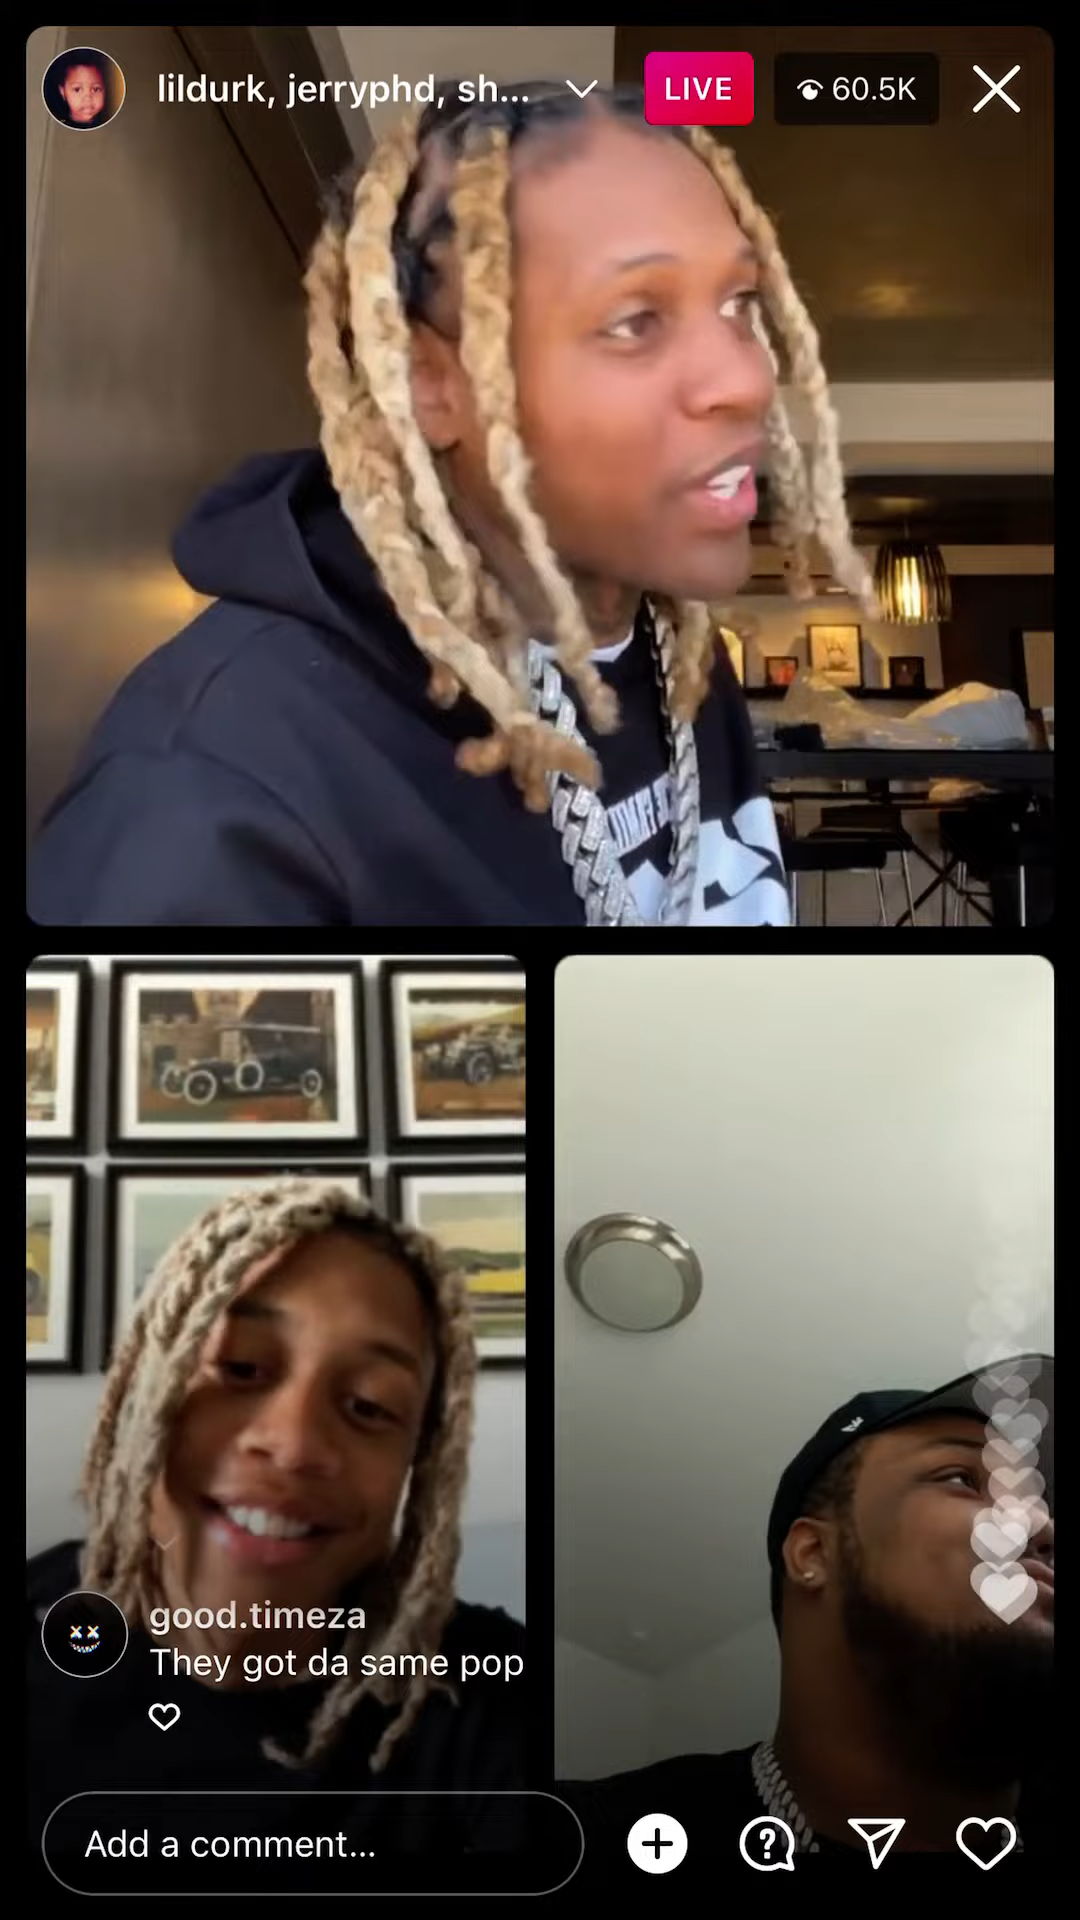 lildurk, jerryphd, sh...
LIVE
60.5K
good.timeza
They got da same pop
Add a comment...